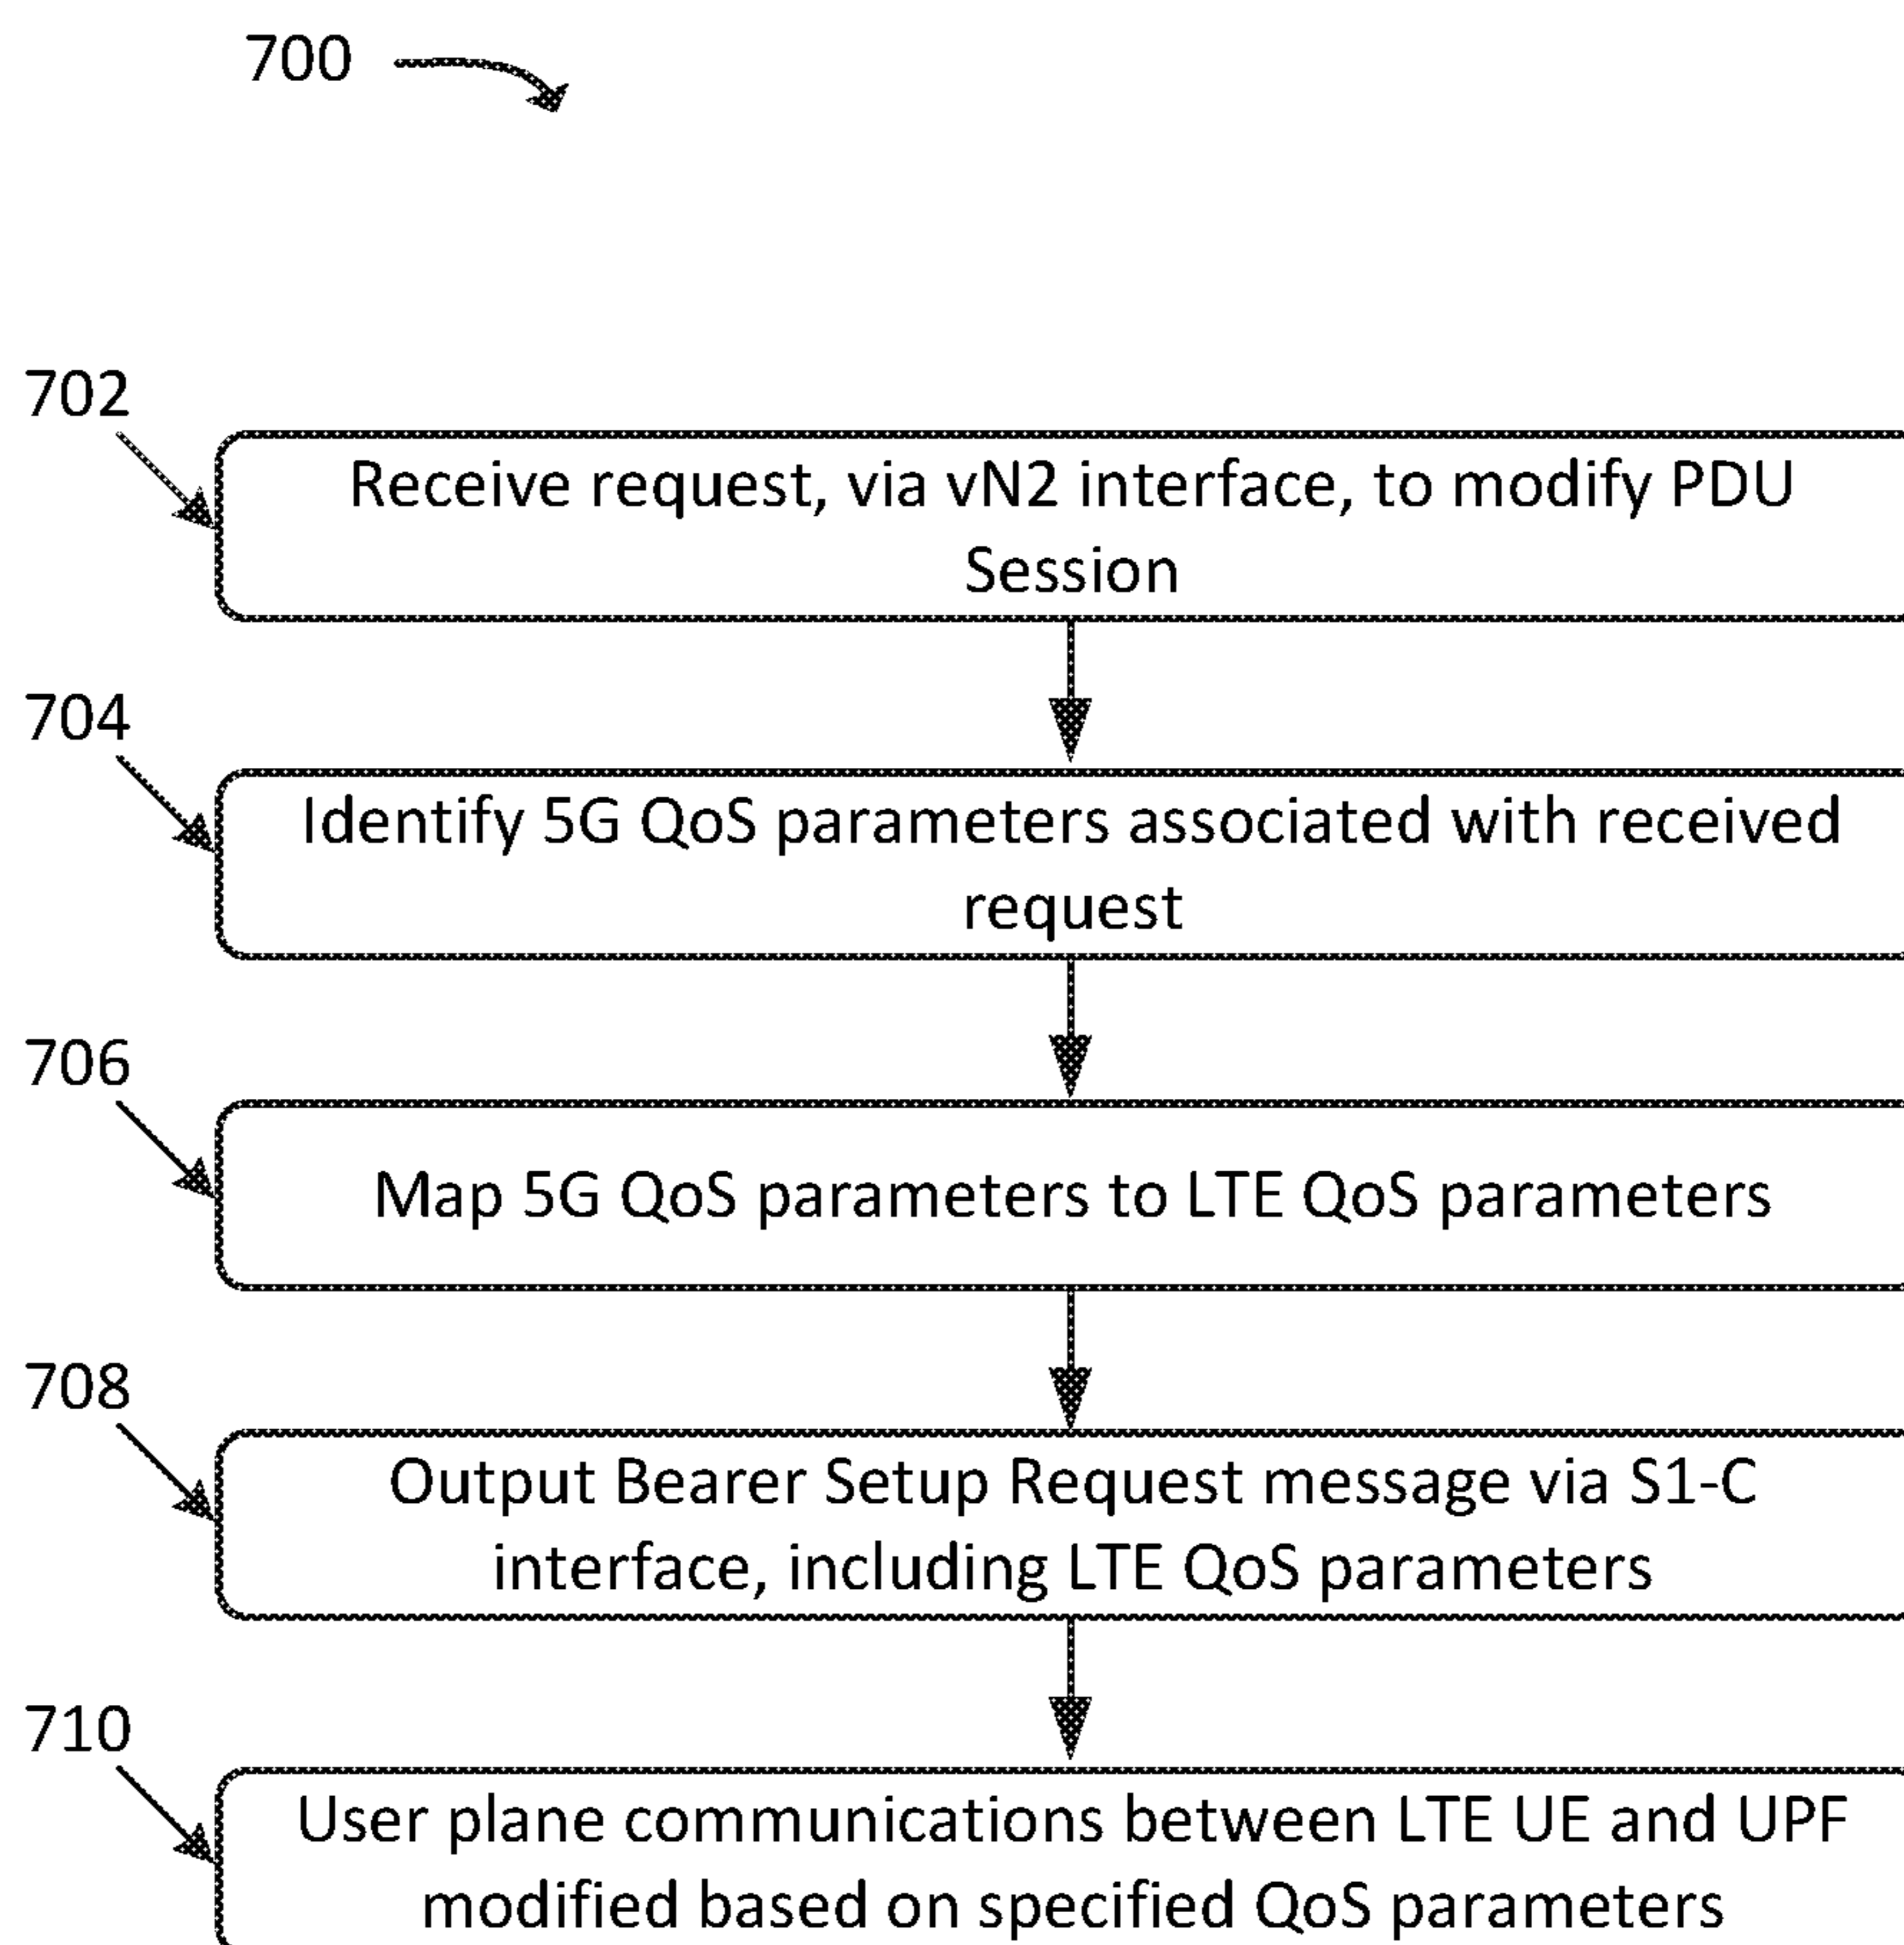 700
702
Receive request, via vN2 interface, to modify PDU
Session
704
Identify 5G QoS parameters associated with received
request
706
Map 5G QoS parameters to LTE QoS parameters
708
Output Bearer Setup Request message via S1-C
interface, including LTE QoS parameters
710
User plane communications between LTE UE and UPF
modified based on specified QoS parameters